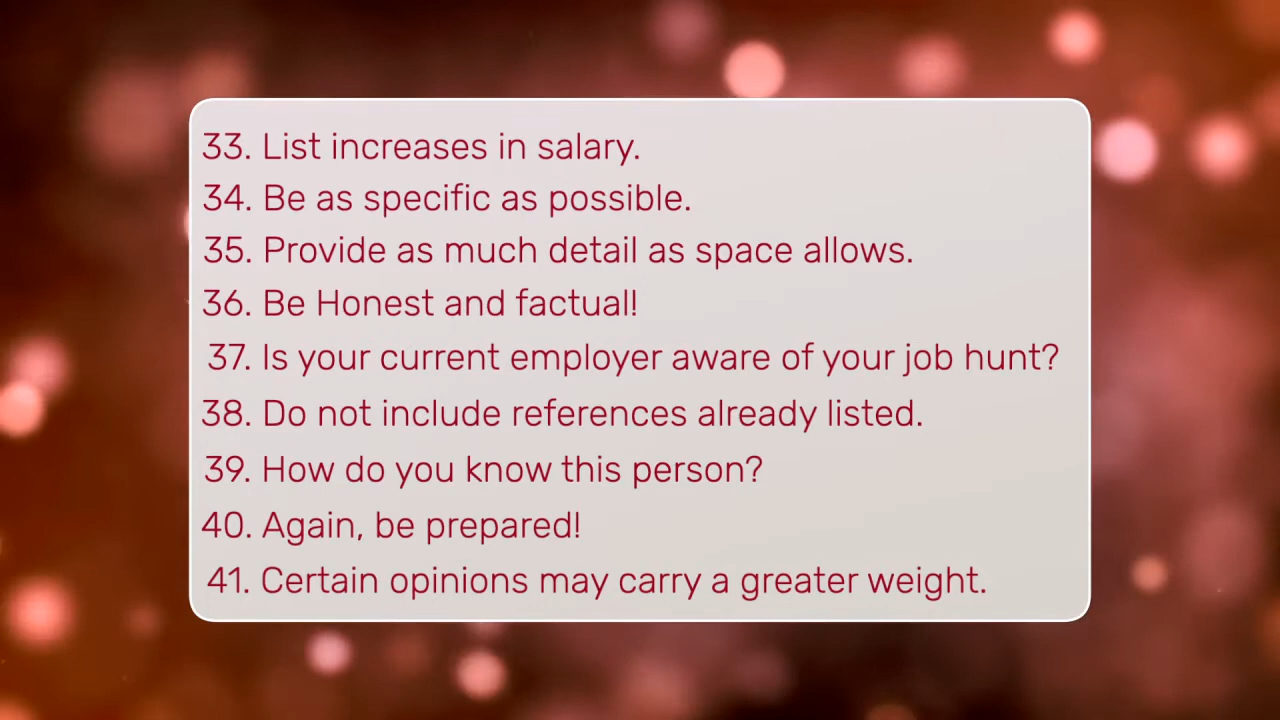 33. List increases in salary.
34. Be as specific as possible.
35. Provide as much detail as space allows.
36. Be Honest and factual!
37. Is your current employer aware of your job hunt?
38. Do not include references already listed.
39. How do you know this person?
40. Again, be prepared!
41. Certain opinions may carry a greater weight.